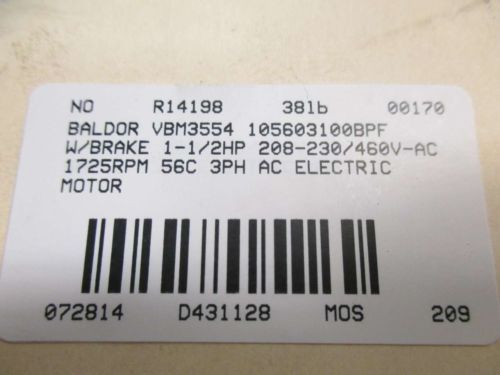 NO R14198 38lb 00170
BALDOR VBM3554 105603100BPF
W/BRAKE 1-1/2HP 208-230/460V-AC
1725RPM 56C 3PH AC ELECTRIC
MOTOR
072814 D431128 MOS 209